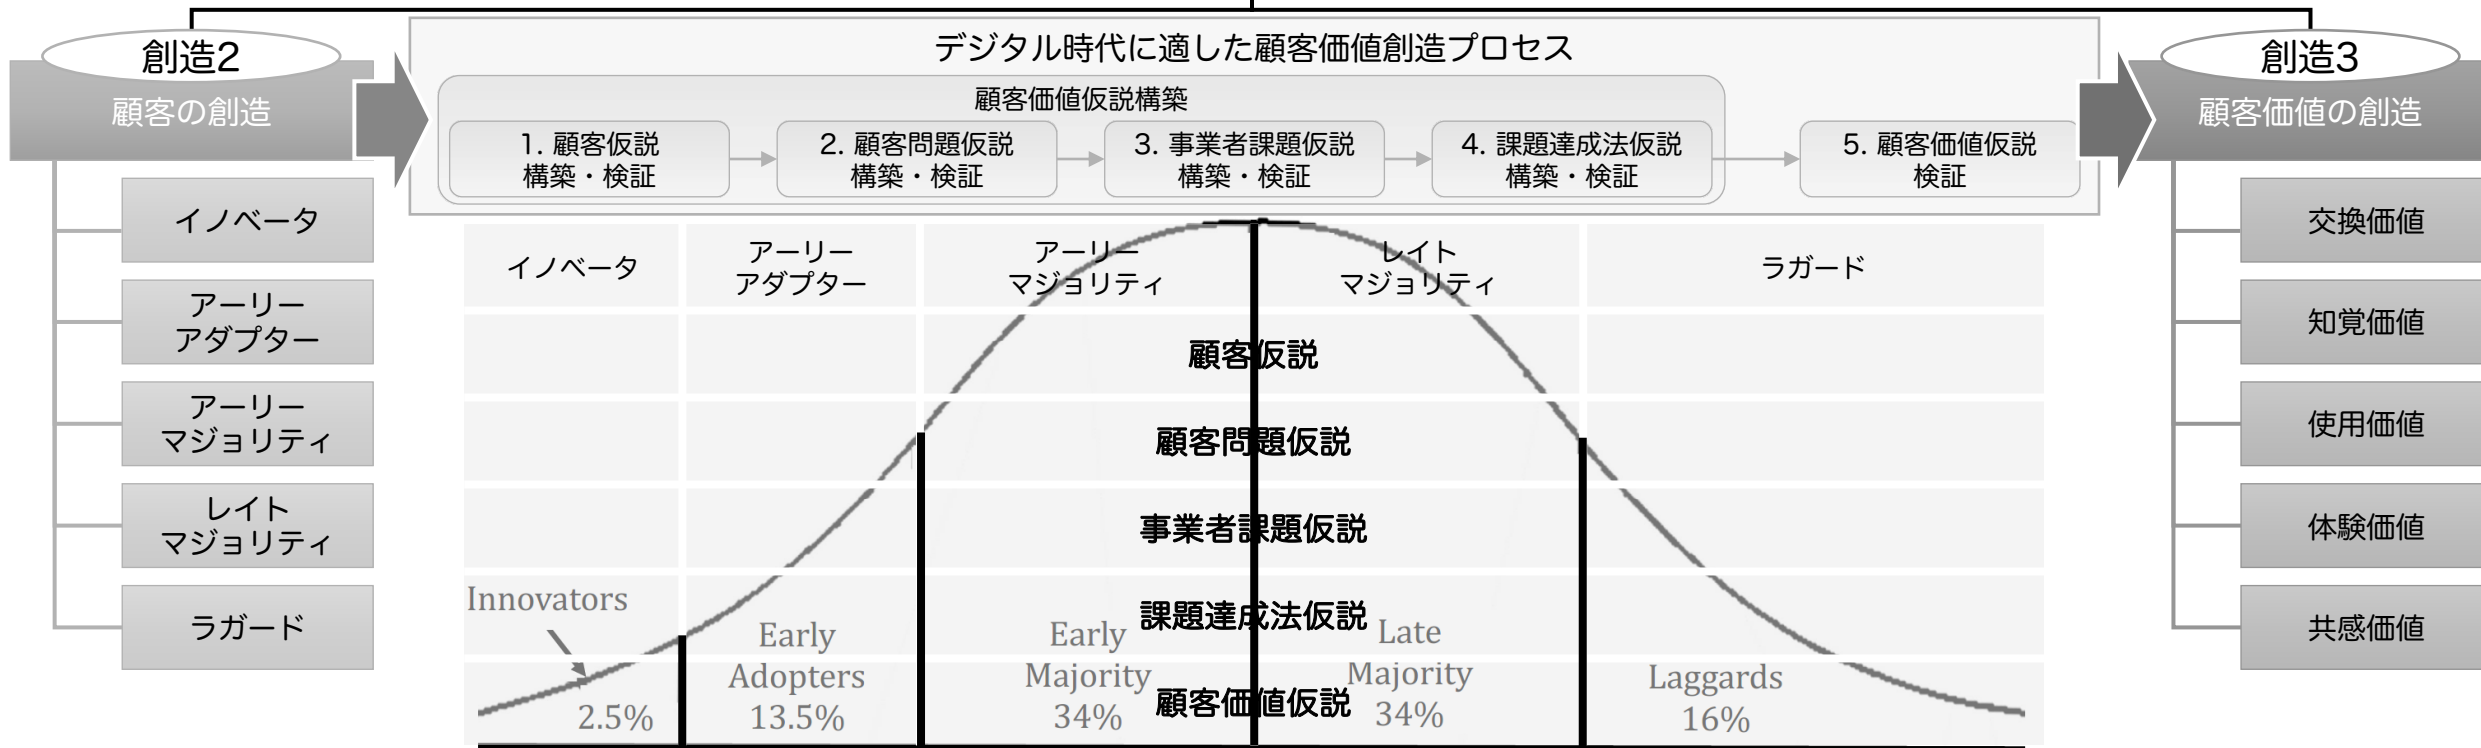 創造2
顧客の創造
イノベータ
アーリー
アダプター
アーリー
マジョリティ
レイト
マジョリティ
ラガード
デジタル時代に適した顧客価値創造プロセス
顧客価値仮説構築
1. 顧客仮説
構築・検証
2. 顧客問題仮説
構築・検証
3. 事業者課題仮説
構築・検証
4. 課題達成法仮説
構築・検証
5. 顧客価値仮説
検証
イノベータ
アーリー
アダプター
アーリー
マジョリティ
レイト
マジョリティ
ラガード
顧客仮説
顧客問題仮説
事業者課題仮説
課題達成法仮説
顧客価値仮説
Innovators
2.5%
Early
Adopters
13.5%
Early
Majority
34%
Late
Majority
34%
Laggards
16%
創造3
顧客価値の創造
交換価値
知覚価値
使用価値
体験価値
共感価値